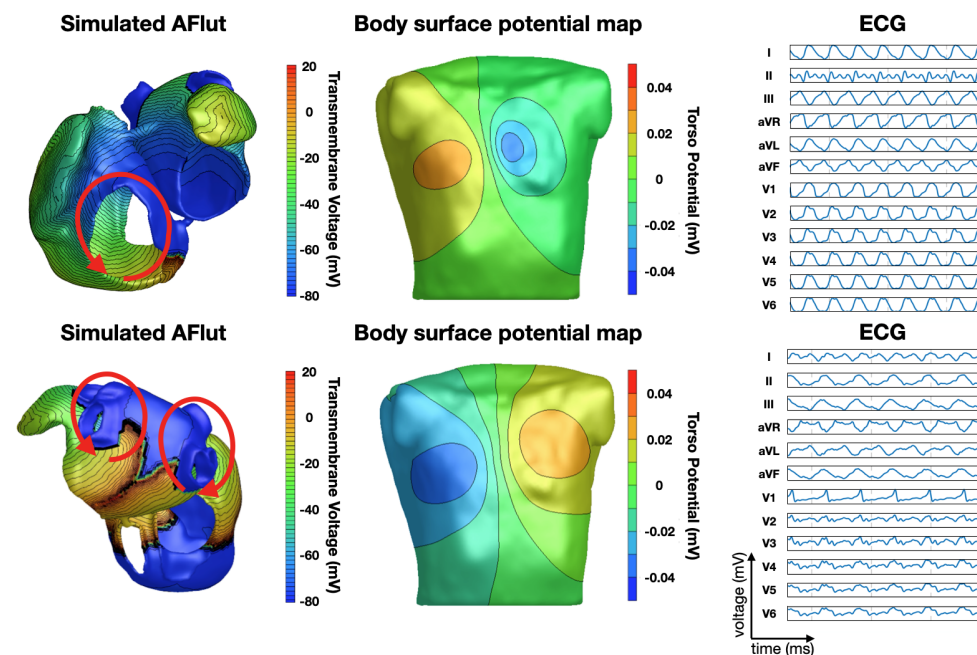 Simulated AFlut
Body surface potential map
ECG
20
0
-20
-40
-60
-80
Transmembrane Voltage (mV)
0.04
0.02
0
-0.02
-0.04
Torso Potential (mV)
I
II
III
aVR
aVL
aVF
V1
V2
V3
V4
V5
V6
Simulated AFlut
Body surface potential map
ECG
20
0
-20
-40
-60
-80
Transmembrane Voltage (mV)
0.04
0.02
0
-0.02
-0.04
Torso Potential (mV)
I
II
III
aVR
aVL
aVF
V1
V2
V3
V4
V5
V6
voltage (mV)
time (ms)